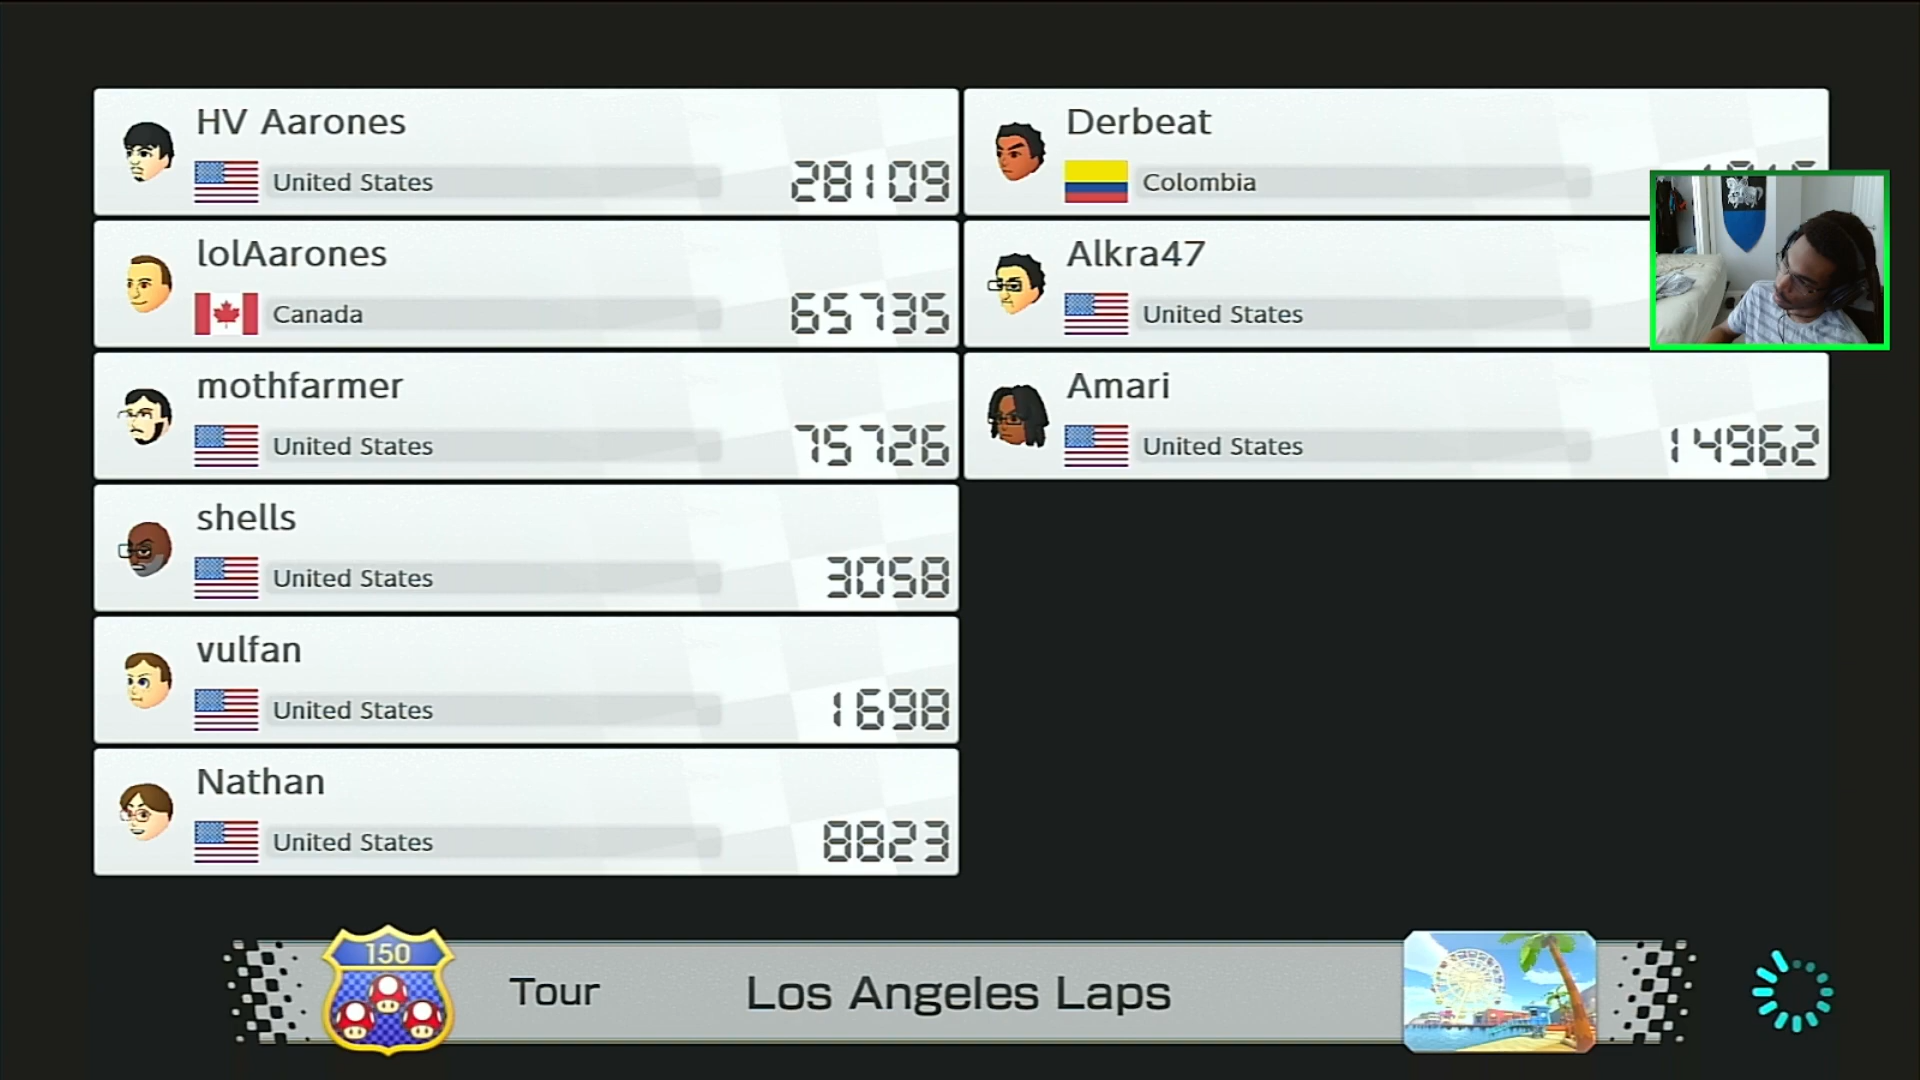 HV Aarones
United States 28109
lolAarones
Canada 65735
mothfarmer
United States 75726
shells
United States 3058
vulfan
United States 1698
Nathan
United States 8823
Derbeat
Colombia
Alkra47
United States
Amari
United States 14962
150 Tour Los Angeles Laps